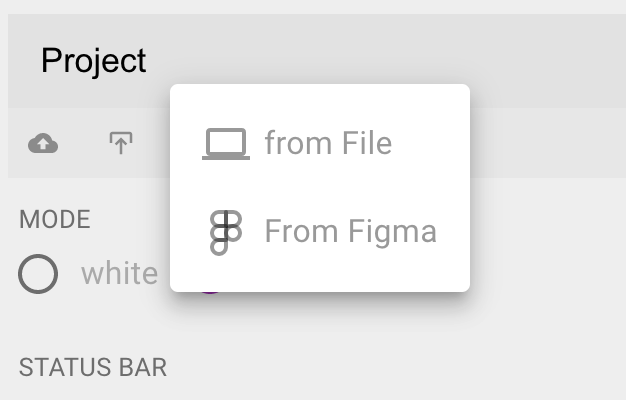 Project
from File
From Figma
MODE
white
STATUS BAR